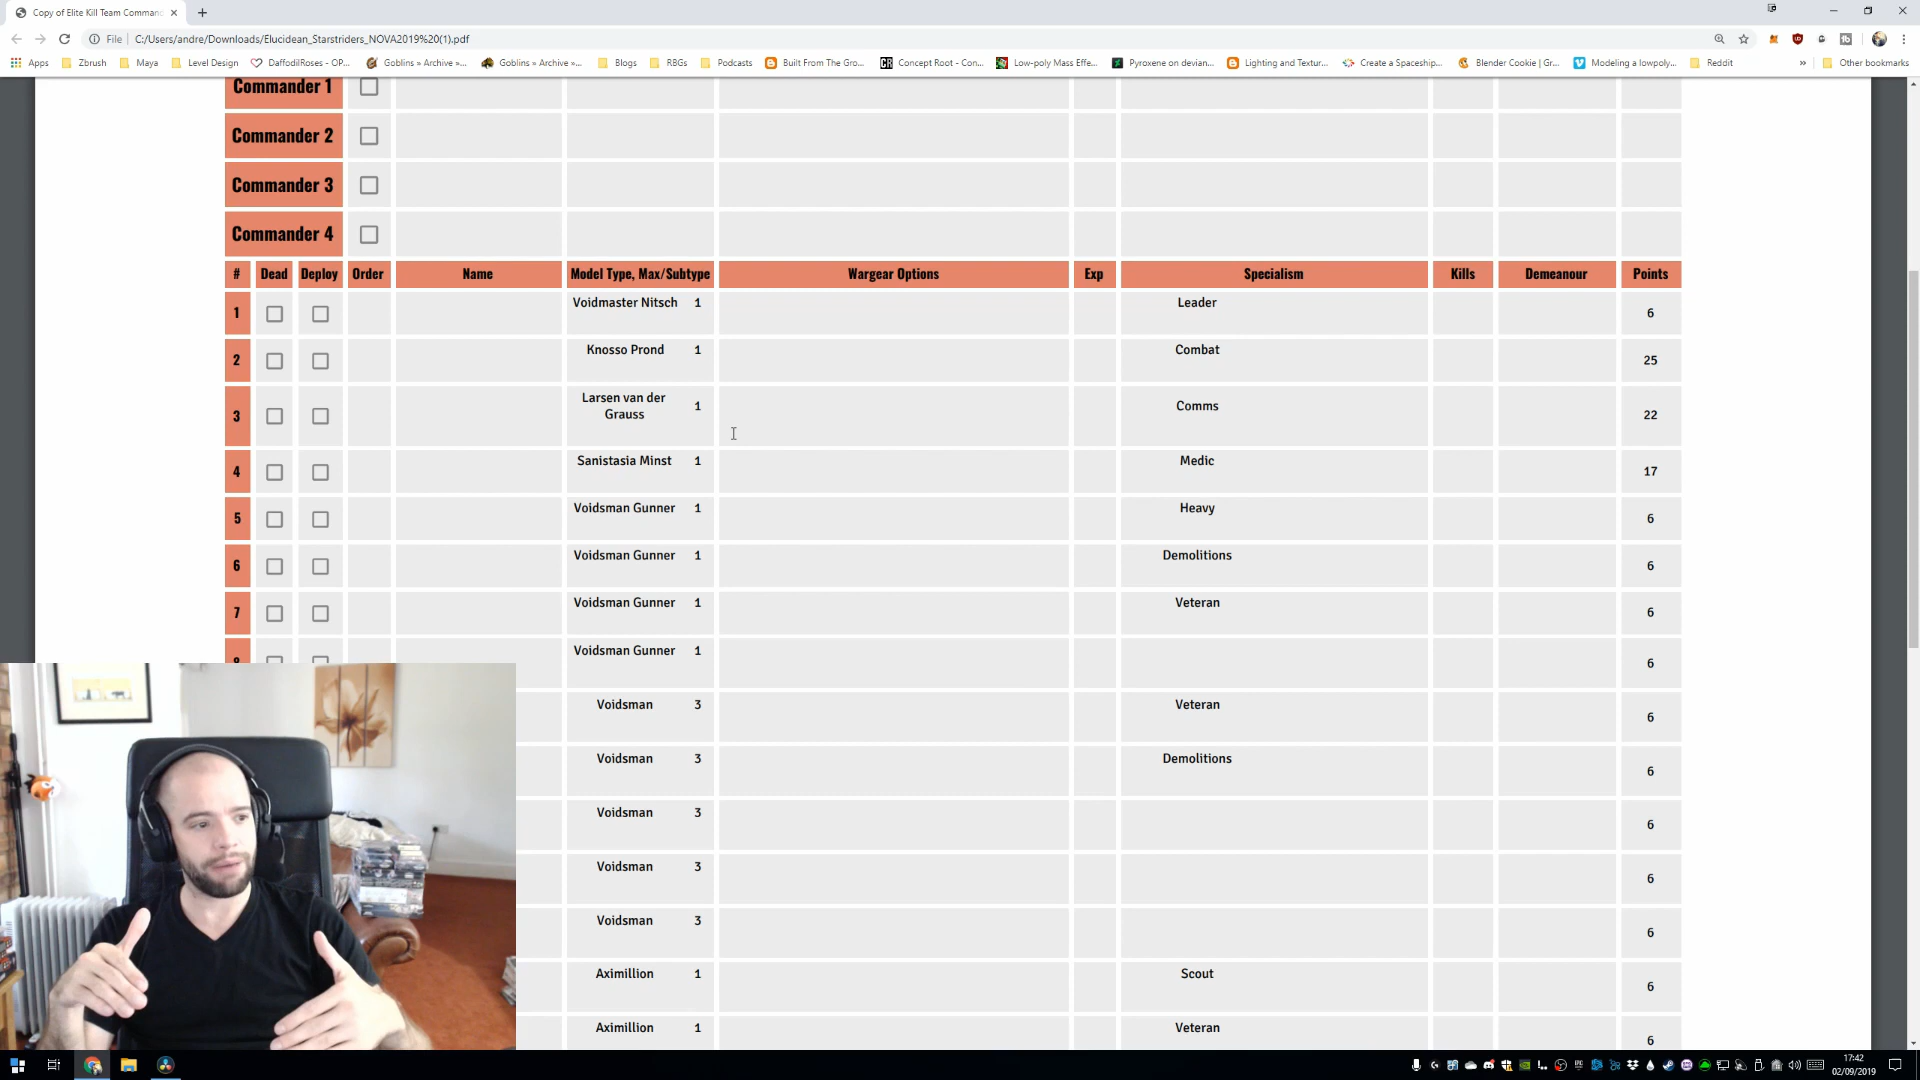 Copy of Elite Kill Team Comman
File C:/Users/andre/Downloads/Elucidean_Starstriders_NOVA2019%20(1).pdf
Apps Zbrush Maya Level Design DaffodilRoses - OP... Goblins » Archive »... Goblins » Archive »... Blogs RBGs Podcasts Built From The Gro... CR Concept Root - Con... Low-poly Mass Effe... Pyroxene on devian... Lighting and Textur... Create a Spaceship... Blender Cookie | Gr... Modeling a lowpoly... Reddit » Other bookmarks
Commander 1
Commander 2
Commander 3
Commander 4
# Dead Deploy Order Name Model Type, Max/Subtype Wargear Options Exp Specialism Kills Demeanour Points
1 Voidmaster Nitsch 1 Leader 6
2 Knosso Prond 1 Combat 25
3 Larsen van der Grauss 1 Comms 22
4 Sanistasia Minst 1 Medic 17
5 Voidsman Gunner 1 Heavy 6
6 Voidsman Gunner 1 Demolitions 6
7 Voidsman Gunner 1 Veteran 6
8 Voidsman Gunner 1 6
Voidsman 3 Veteran 6
Voidsman 3 Demolitions 6
Voidsman 3 6
Voidsman 3 6
Voidsman 3 6
Aximillion 1 Scout 6
Aximillion 1 Veteran 6
17:42
02/09/2019